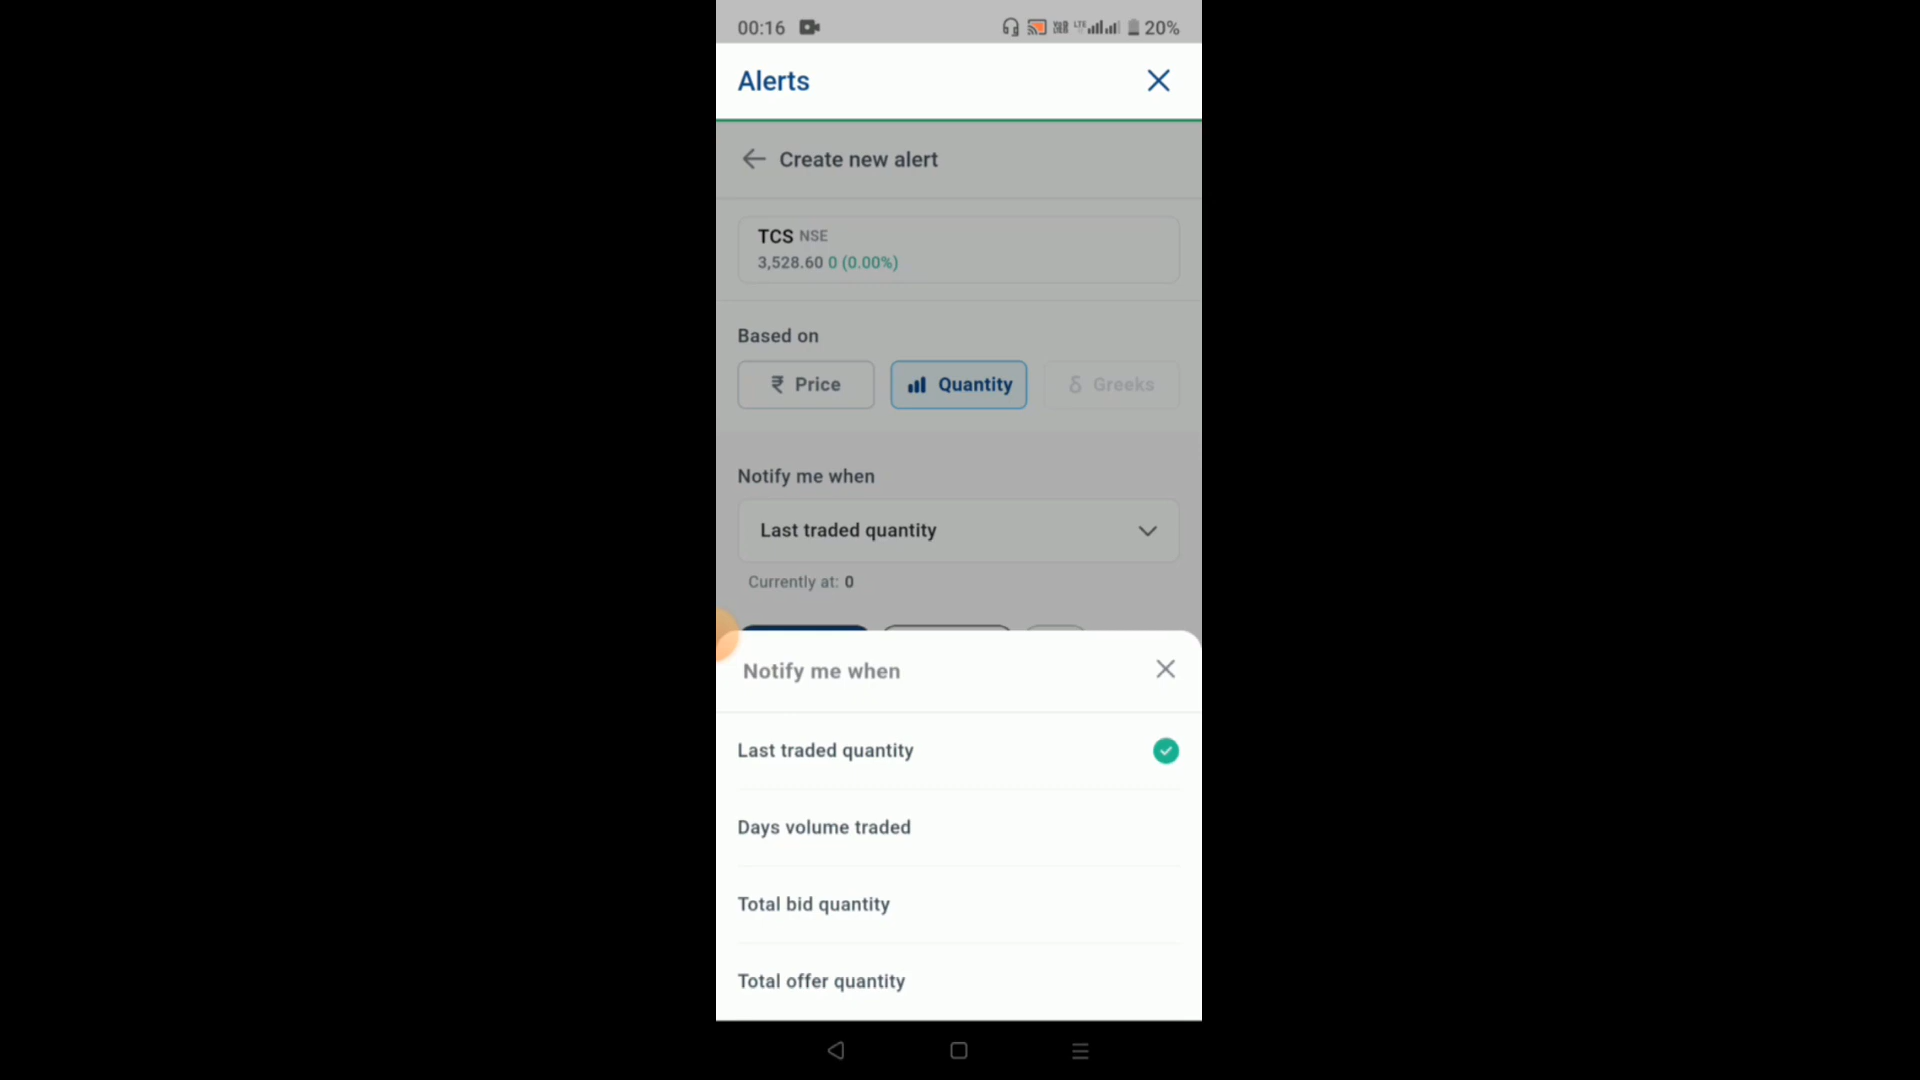 00:16 20%
Alerts
Create new alert
TCS NSE
3,528.60 0 (0.00%)
Based on
₹ Price
Quantity
δ Greeks
Notify me when
Last traded quantity
Currently at: 0
Notify me when
Last traded quantity
Days volume traded
Total bid quantity
Total offer quantity